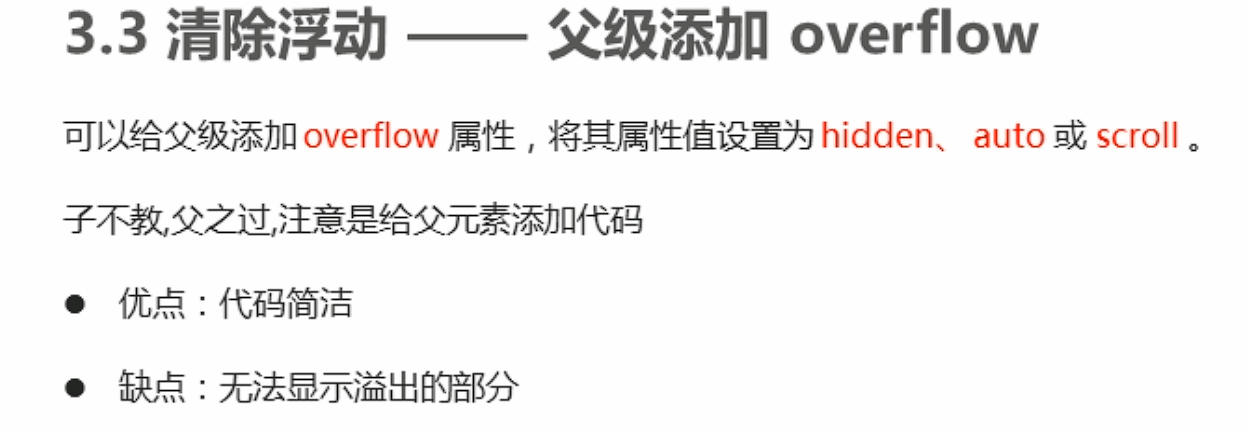 3.3 清除浮动 —— 父级添加 overflow
可以给父级添加 overflow 属性，将其属性值设置为 hidden、 auto 或 scroll 。
子不教,父之过,注意是给父元素添加代码
● 优点：代码简洁
● 缺点：无法显示溢出的部分